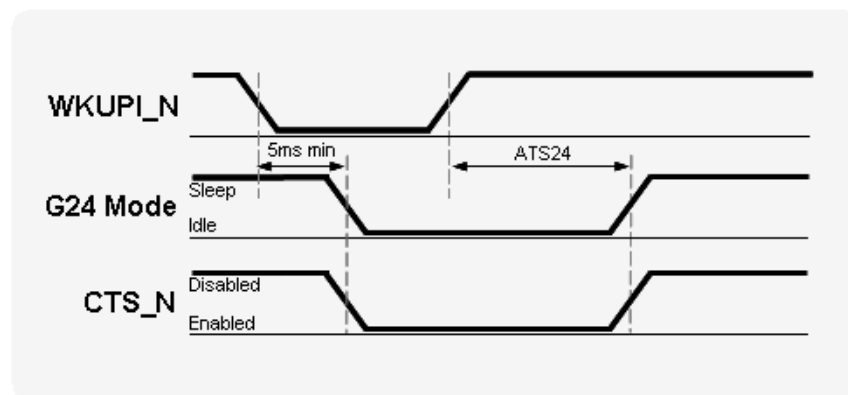 WKUPI_N
5ms min
ATS24
G24 Mode
Sleep
Idle
CTS_N
Disabled
Enabled